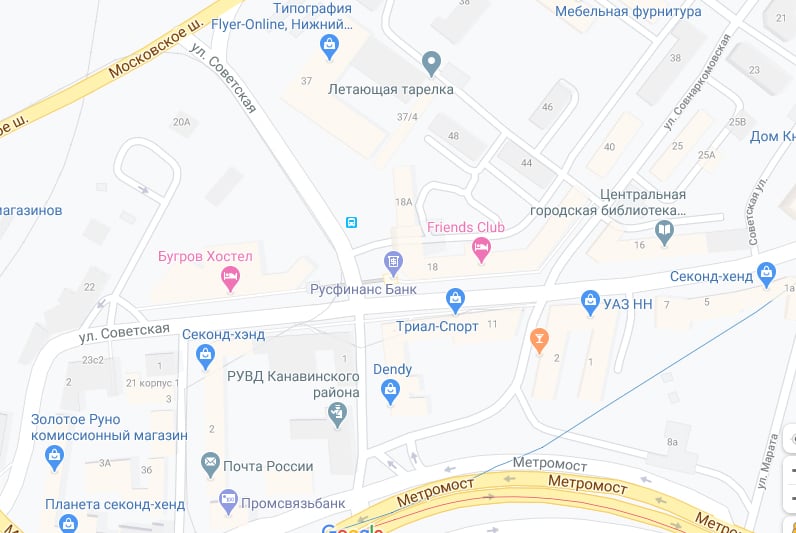 Типография
Flyer-Online, Нижний...
Мебельная фурнитура
Московское ш.
ул. Советская
37
Летающая тарелка
38
21
23
ул. Совнаркомовская
ое ш.
20А
37/4
46
48
44
40
25В
25
25А
Дом Кн
магазинов
18А
Центральная
городская библиотека...
Friends Club
16
Советская ул.
Бугров Хостел
22
Русфинанс Банк
18
Секонд-хенд
1а
ул. Советская
Триал-Спорт
11
УАЗ НН
7
5
Секонд-хэнд
23с2
21 корпус 1
1
РУВД Канавинского
района
Dendy
2
1
Золотое Руно
комиссионный магазин
2
8а
ул. Марата
3А
36
Почта России
Метромост
Метромост
Метромост
Планета секонд-хенд
Промсвязьбанк
Google
Метромост